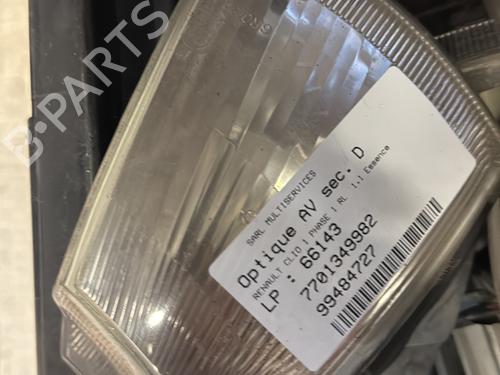 B-PARTS
SARL MULTISERVICES
Optique AV sec. D
RENAULT CLIO 1 PHASE 1 RL 1.1 Essence
LP : 66143
7701349982
99484727